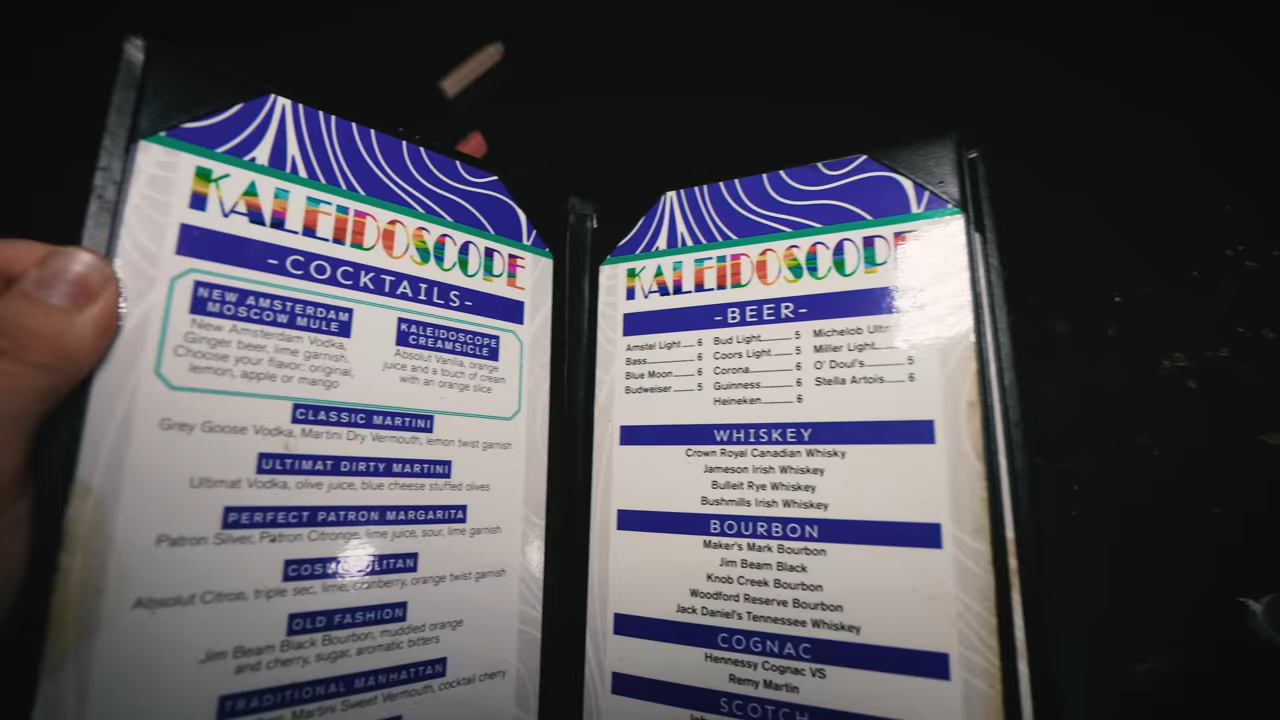 KALEIDOSCOPE
-COCKTAILS-
NEW AMSTERDAM
MOSCOW MULE
New Amsterdam Vodka,
Ginger beer, lime garnish.
Choose your flavor: original,
lemon, apple or mango
KALEIDOSCOPE
CREAMSICLE
Absolut Vanilla, orange
juice and a touch of cream
with an orange slice
CLASSIC MARTINI
Grey Goose Vodka, Martini Dry Vermouth, lemon twist garnish
ULTIMAT DIRTY MARTINI
Ultimat Vodka, olive juice, blue cheese stuffed olives
PERFECT PATRON MARGARITA
Patron Silver, Patron Citronge, lime juice, sour, lime garnish
COSMOPOLITAN
Absolut Citron, triple sec, lime, cranberry, orange twist garnish
OLD FASHION
Jim Beam Black Bourbon, muddled orange
and cherry, sugar, aromatic bitters
TRADITIONAL MANHATTAN
Martini Sweet Vermouth, cocktail cherry
KALEIDOSCOPE
-BEER-
Amstel Light 6
Bass 6
Blue Moon 6
Budweiser 5
Bud Light 5
Coors Light 5
Corona 6
Guinness 6
Heineken 6
Michelob Ultra
Miller Light
O' Doul's 5
Stella Artois 6
WHISKEY
Crown Royal Canadian Whisky
Jameson Irish Whiskey
Bulleit Rye Whiskey
Bushmills Irish Whiskey
BOURBON
Maker's Mark Bourbon
Jim Beam Black
Knob Creek Bourbon
Woodford Reserve Bourbon
Jack Daniel's Tennessee Whiskey
COGNAC
Hennessy Cognac VS
Remy Martin
SCOTCH